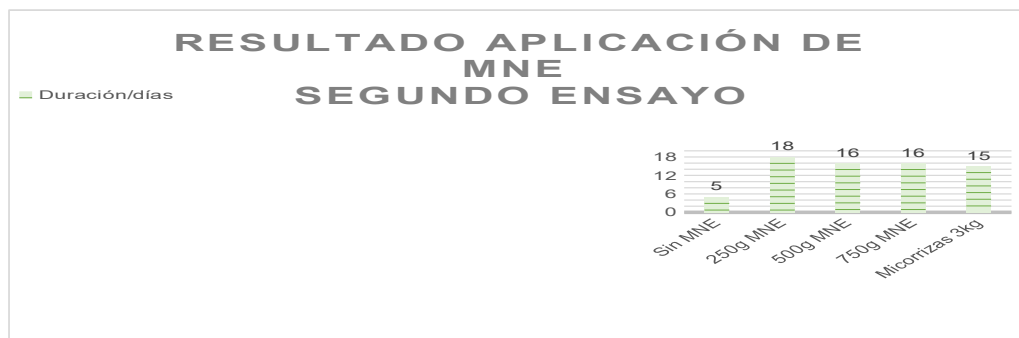 RESULTADO APLICACIÓN DE
MNE
SEGUNDO ENSAYO
Duración/días
18
12
6
0
5
18
16
16
15
Sin MNE
250g MNE
500g MNE
750g MNE
Micorrizas 3kg